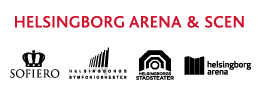 HELSINGBORG ARENA & SCEN
SOFIERO
HELSINGBORGS
SYMFONIORKESTER
HELSINGBORGS
STADSTEATER
helsingborg
arena